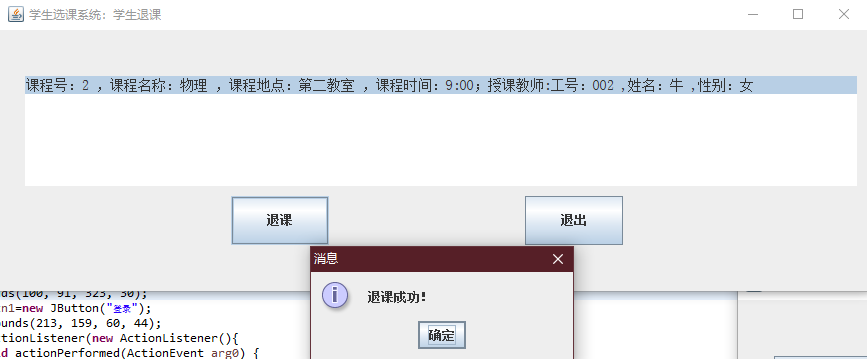 学生选课系统：学生退课
课程号：2 ，课程名称：物理 ，课程地点：第二教室 ，课程时间：9:00；授课教师:工号：002 ,姓名：牛 ,性别：女
退课
退出
消息
退课成功！
确定
ds(100, 91, 323, 30);
n1=new JButton("登录");
ounds(213, 159, 60, 44);
ctionListener(new ActionListener(){
d actionPerformed(ActionEvent arg0) {